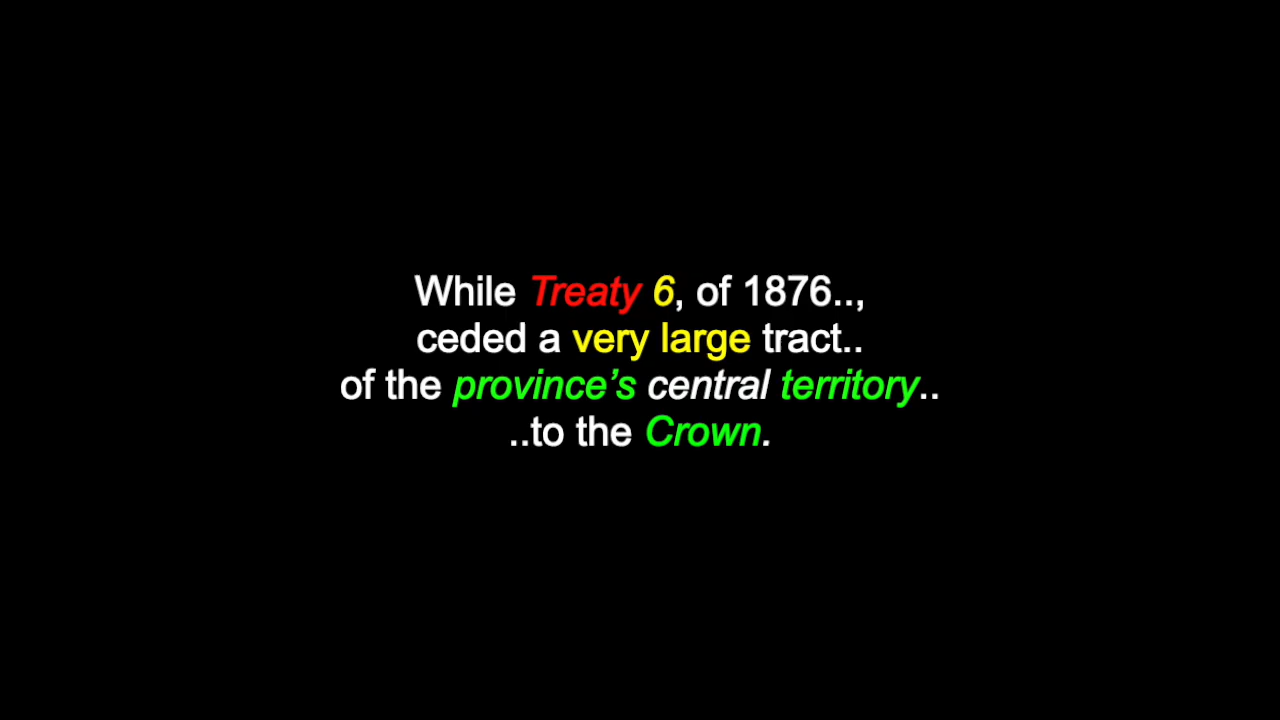 While Treaty 6, of 1876..,
ceded a very large tract..
of the province’s central territory..
..to the Crown.